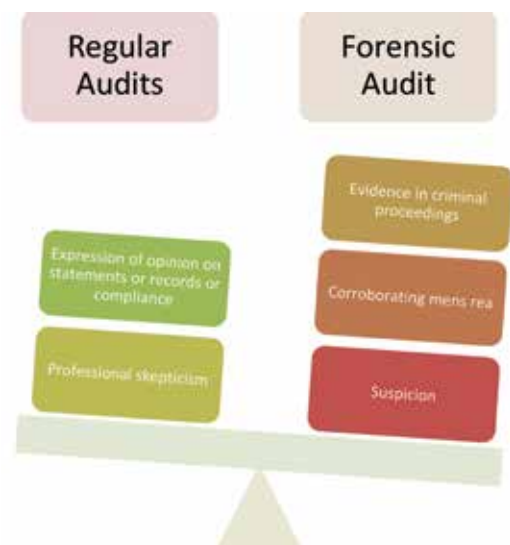 Regular
Audits
Forensic
Audit
Expression of opinion on
statements or records or
compliance
Professional skepticism
Evidence in criminal
proceedings
Corroborating mens rea
Suspicion